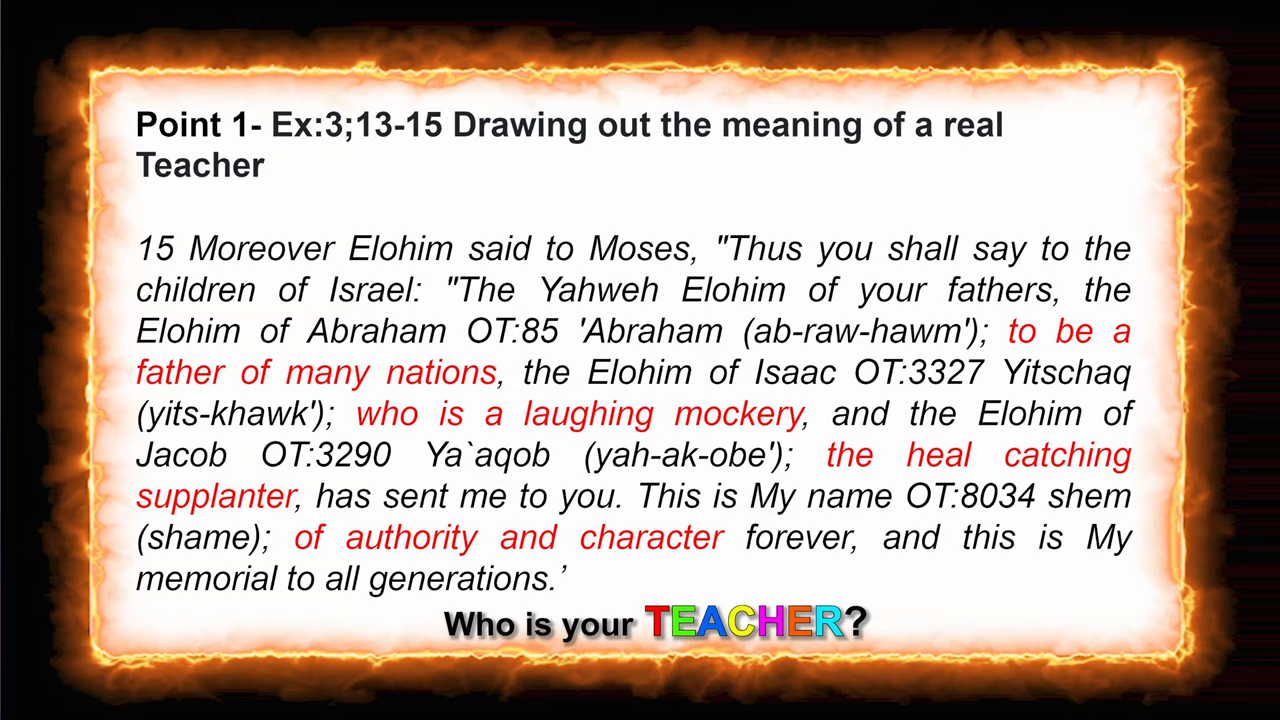 Point 1- Ex:3;13-15 Drawing out the meaning of a real
Teacher
15 Moreover Elohim said to Moses, "Thus you shall say to the
children of Israel: "The Yahweh Elohim of your fathers, the
Elohim of Abraham OT:85 'Abraham (ab-raw-hawm'); to be a
father of many nations, the Elohim of Isaac OT:3327 Yitschaq
(yits-khawk'); who is a laughing mockery, and the Elohim of
Jacob OT:3290 Ya`aqob (yah-ak-obe'); the heal catching
supplanter, has sent me to you. This is My name OT:8034 shem
(shame); of authority and character forever, and this is My
memorial to all generations.’
Who is your TEACHER?